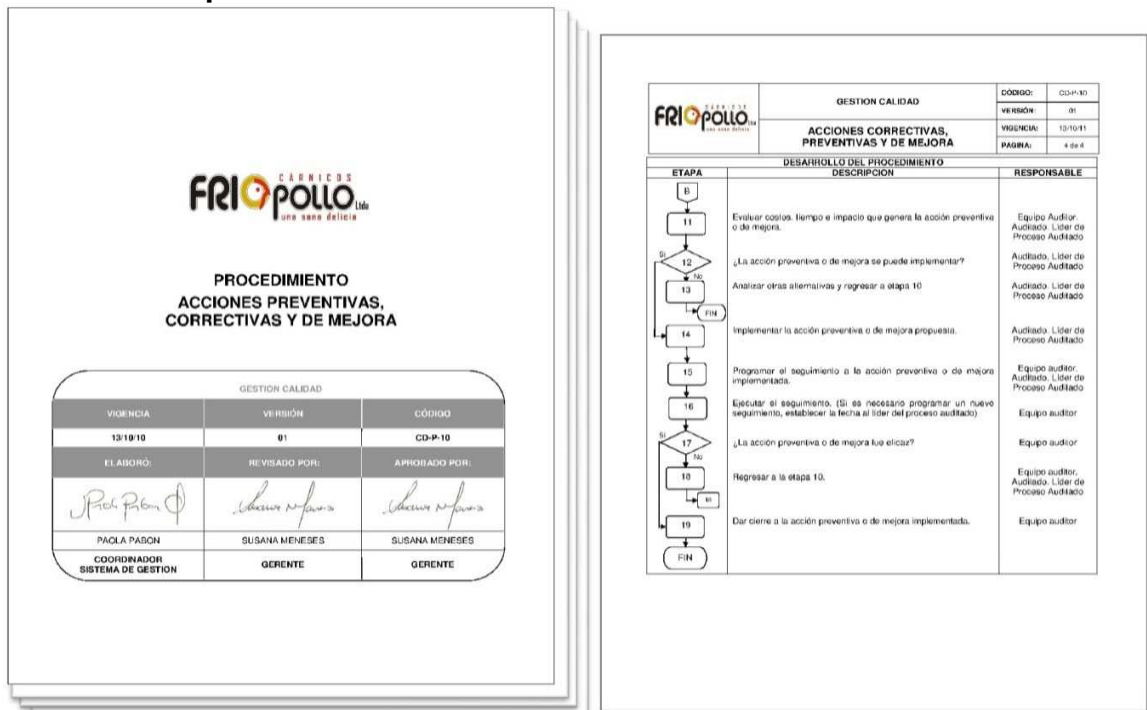 CÁRNICOS
FRIOPOLLO Ltda
una sana delicia
PROCEDIMIENTO
ACCIONES PREVENTIVAS,
CORRECTIVAS Y DE MEJORA
GESTION CALIDAD
VIGENCIA VERSIÓN CÓDIGO
13/10/10 01 CD-P-10
ELABORÓ: REVISADO POR: APROBADO POR:
PAOLA PABON SUSANA MENESES SUSANA MENESES
COORDINADOR
SISTEMA DE GESTION GERENTE GERENTE
CÁRNICOS
FRIOPOLLO Ltda
una sana delicia
GESTION CALIDAD
ACCIONES CORRECTIVAS,
PREVENTIVAS Y DE MEJORA
CÓDIGO: CD-P-10
VERSIÓN: 01
VIGENCIA: 13/10/11
PAGINA: 4 de 4
DESARROLLO DEL PROCEDIMIENTO
ETAPA DESCRIPCION RESPONSABLE
B
11 Evaluar costos, tiempo e impacto que genera la acción preventiva
o de mejora.
Equipo Auditor.
Auditado. Lider de
Proceso Auditado
Si 12 No ¿La acción preventiva o de mejora se puede implementar?
Auditado. Lider de
Proceso Auditado
13 Analizar otras alternativas y regresar a etapa 10
Auditado. Lider de
Proceso Auditado
FIN
14 Implementar la acción preventiva o de mejora propuesta.
Auditado. Lider de
Proceso Auditado
15 Programar el seguimiento a la acción preventiva o de mejora
implementada.
Equipo auditor.
Auditado. Lider de
Proceso Auditado
16 Ejecutar el seguimiento. (Si es necesario programar un nuevo
seguimiento, establecer la fecha al lider del proceso auditado)
Equipo auditor
Si 17 No ¿La acción preventiva o de mejora fue eficaz?
Equipo auditor
18 Regresar a la etapa 10.
Equipo auditor.
Auditado. Lider de
Proceso Auditado
19 Dar cierre a la acción preventiva o de mejora implementada.
Equipo auditor
FIN